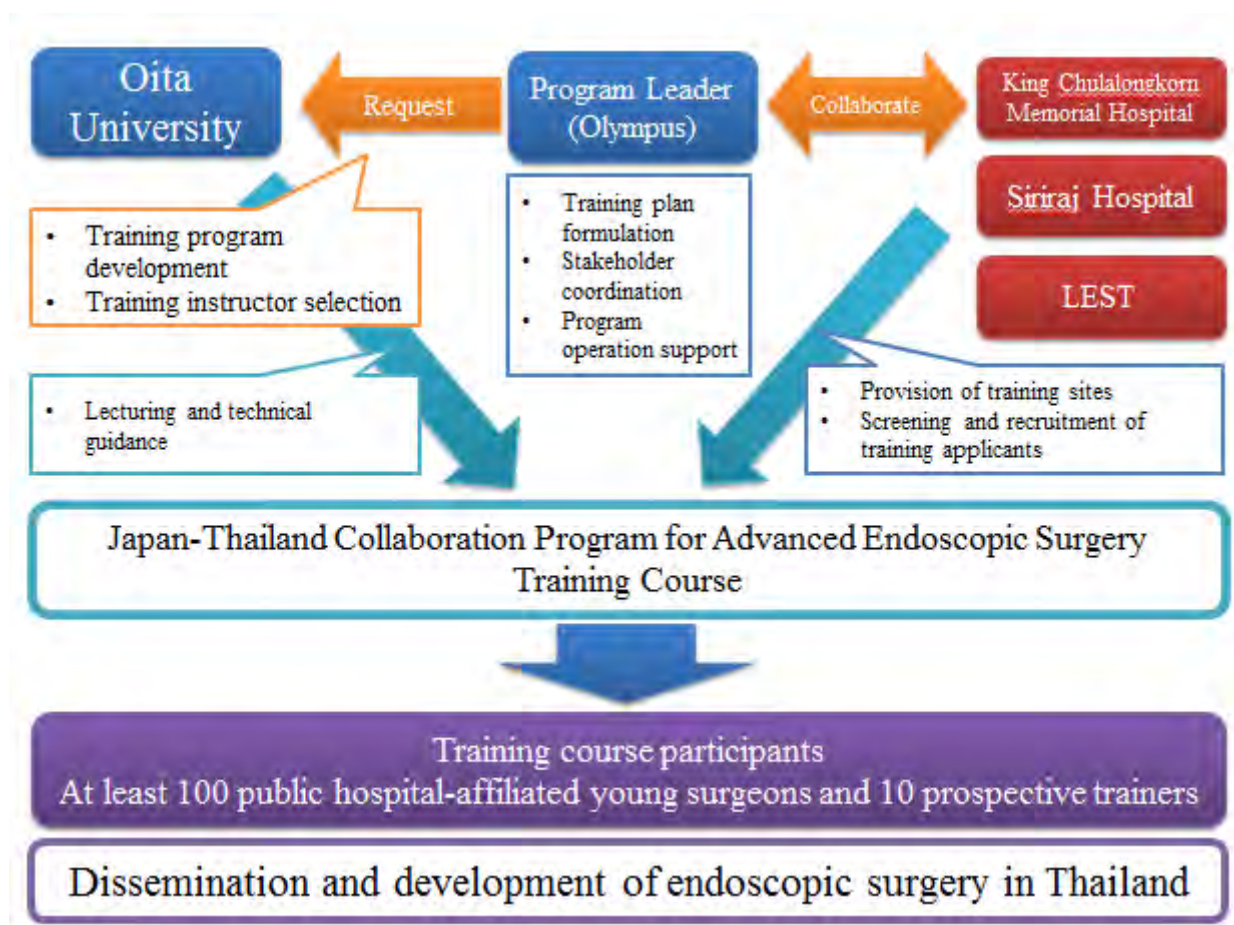 Oita
University
Request
Program Leader
(Olympus)
Collaborate
King Chulalongkorn
Memorial Hospital
Siriraj Hospital
LEST
• Training program
development
• Training instructor selection
• Training plan
formulation
• Stakeholder
coordination
• Program
operation support
• Lecturing and technical
guidance
• Provision of training sites
• Screening and recruitment of
training applicants
Japan-Thailand Collaboration Program for Advanced Endoscopic Surgery
Training Course
Training course participants
At least 100 public hospital-affiliated young surgeons and 10 prospective trainers
Dissemination and development of endoscopic surgery in Thailand